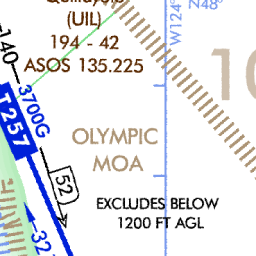 (UIL)
194 - 42
ASOS 135.225
W124°
N48°
10
140
3700G
T257
OLYMPIC
MOA
52
EXCLUDES BELOW
1200 FT AGL